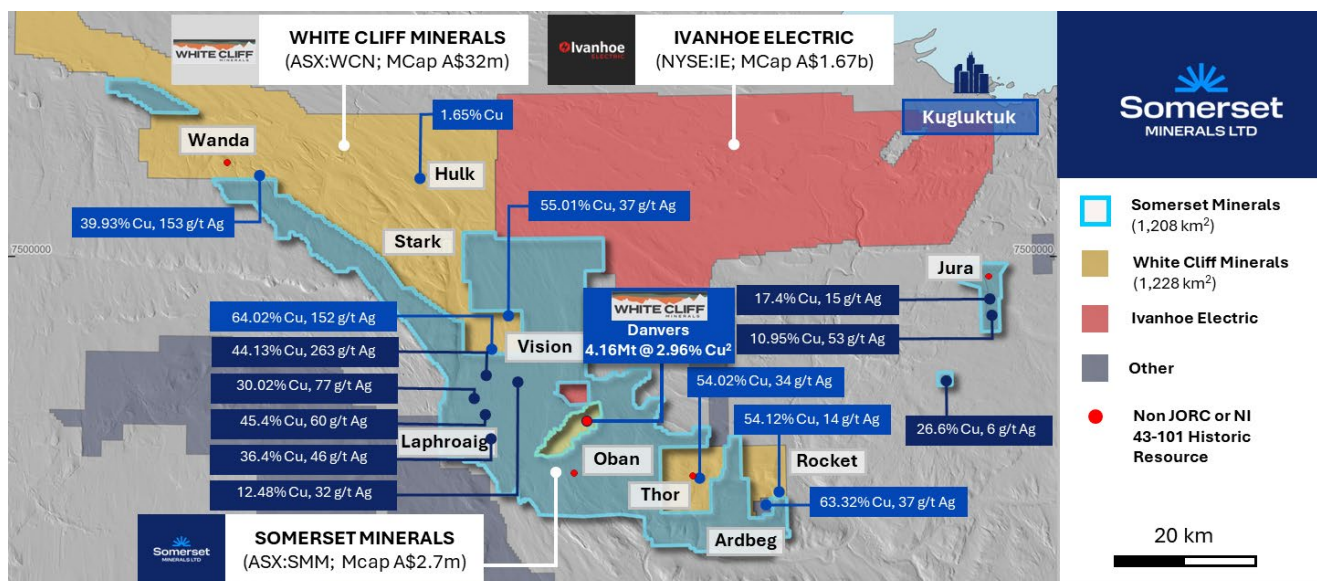 WHITE CLIFF
MINERALS
WHITE CLIFF MINERALS
(ASX:WCN; MCap A$32m)
Ivanhoe
ELECTRIC
IVANHOE ELECTRIC
(NYSE:IE; MCap A$1.67b)
Kugluktuk
Somerset
MINERALS LTD
1.65% Cu
Wanda
Hulk
39.93% Cu, 153 g/t Ag
55.01% Cu, 37 g/t Ag
Stark
7500000
7500000
Jura
17.4% Cu, 15 g/t Ag
10.95% Cu, 53 g/t Ag
WHITE CLIFF
MINERALS
Danvers
4.16Mt @ 2.96% Cu²
64.02% Cu, 152 g/t Ag
Vision
44.13% Cu, 263 g/t Ag
30.02% Cu, 77 g/t Ag
45.4% Cu, 60 g/t Ag
Laphroaig
36.4% Cu, 46 g/t Ag
12.48% Cu, 32 g/t Ag
54.02% Cu, 34 g/t Ag
54.12% Cu, 14 g/t Ag
26.6% Cu, 6 g/t Ag
Oban
Thor
Rocket
63.32% Cu, 37 g/t Ag
Ardbeg
Somerset
MINERALS LTD
SOMERSET MINERALS
(ASX:SMM; Mcap A$2.7m)
Somerset Minerals
(1,208 km²)
White Cliff Minerals
(1,228 km²)
Ivanhoe Electric
Other
Non JORC or NI
43-101 Historic
Resource
20 km